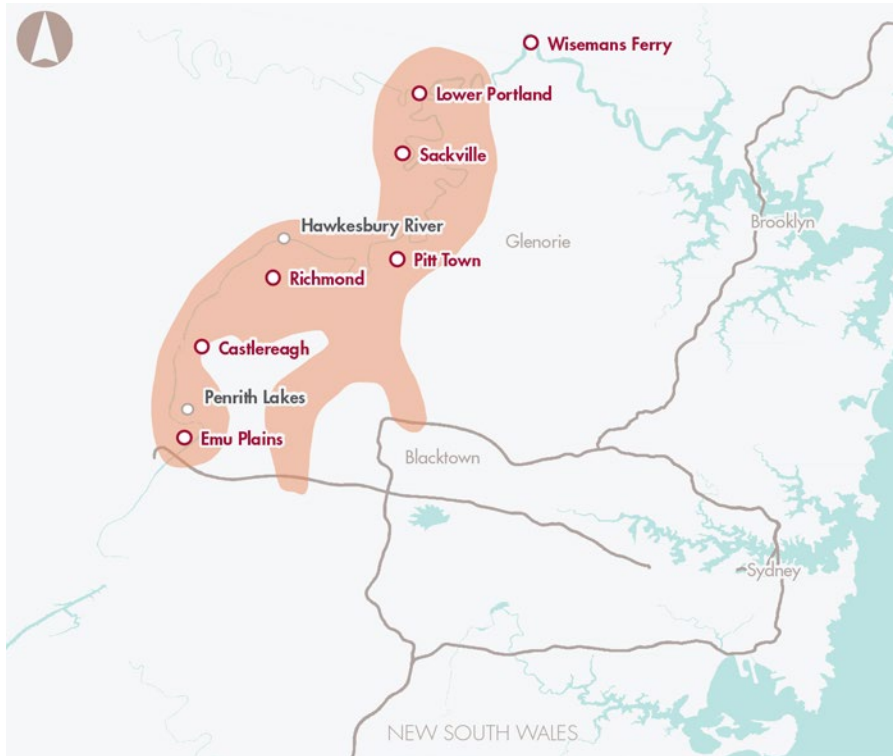 Wisemans Ferry
Lower Portland
Sackville
Hawkesbury River
Glenorie
Brooklyn
Pitt Town
Richmond
Castlereagh
Penrith Lakes
Emu Plains
Blacktown
Sydney
NEW SOUTH WALES